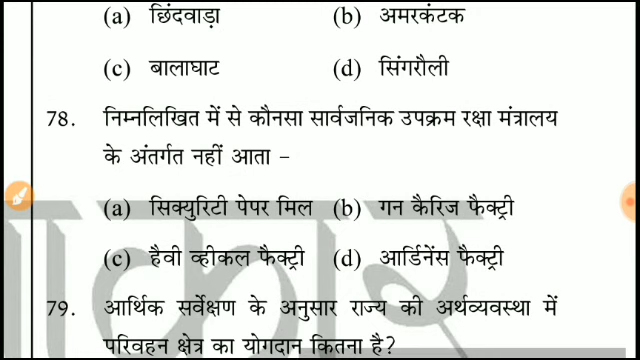 (a) छिंदवाड़ा (b) अमरकंटक
(c) बालाघाट (d) सिंगरौली
78. निम्नलिखित में से कौनसा सार्वजनिक उपक्रम रक्षा मंत्रालय
के अंतर्गत नहीं आता –
(a) सिक्युरिटी पेपर मिल (b) गन कैरिज फैक्ट्री
(c) हैवी व्हीकल फैक्ट्री (d) आर्डिनेंस फैक्ट्री
79. आर्थिक सर्वेक्षण के अनुसार राज्य की अर्थव्यवस्था में
परिवहन क्षेत्र का योगदान कितना है?